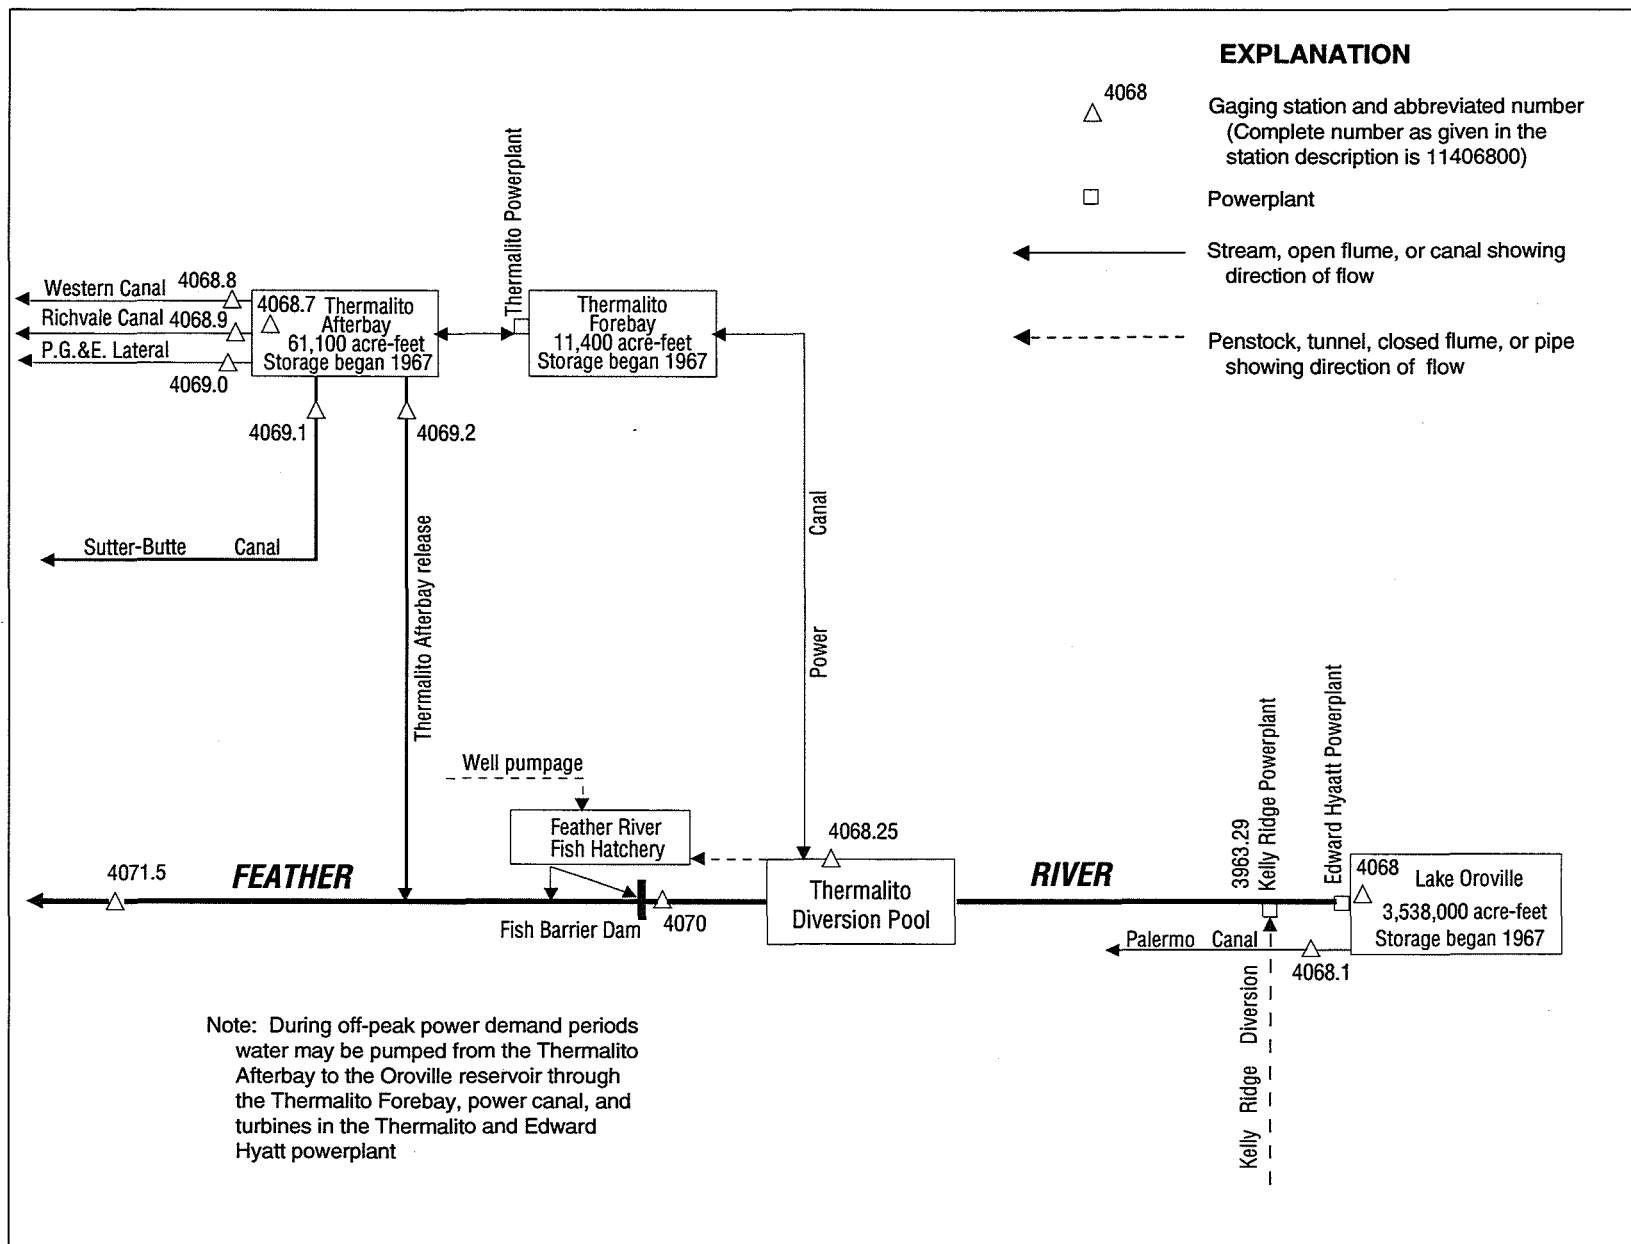 EXPLANATION
4068
Gaging station and abbreviated number
(Complete number as given in the
station description is 11406800)
Powerplant
Stream, open flume, or canal showing
direction of flow
Penstock, tunnel, closed flume, or pipe
showing direction of flow
Thermalito Powerplant
Western Canal
4068.8
Richvale Canal
4068.9
P.G.&E. Lateral
4069.0
4068.7
Thermalito
Afterbay
61,100 acre-feet
Storage began 1967
Thermalito
Forebay
11,400 acre-feet
Storage began 1967
4069.1
4069.2
Sutter-Butte Canal
Thermalito Afterbay release
Power Canal
Well pumpage
Feather River
Fish Hatchery
4068.25
4071.5
FEATHER
RIVER
Fish Barrier Dam
4070
Thermalito
Diversion Pool
3963.29
Kelly Ridge Powerplant
Edward Hyaatt Powerplant
4068
Lake Oroville
3,538,000 acre-feet
Storage began 1967
Palermo Canal
4068.1
Kelly Ridge Diversion
Note: During off-peak power demand periods
water may be pumped from the Thermalito
Afterbay to the Oroville reservoir through
the Thermalito Forebay, power canal, and
turbines in the Thermalito and Edward
Hyatt powerplant